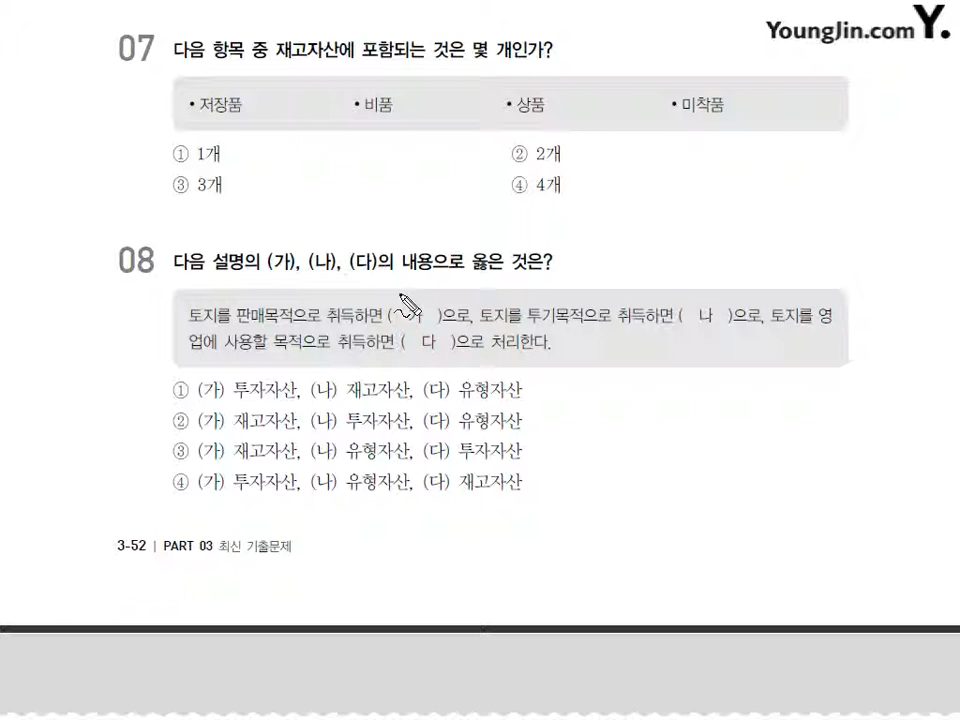 YoungJin.com Y.
07 다음 항목 중 재고자산에 포함되는 것은 몇 개인가?
• 저장품 • 비품 • 상품 • 미착품
① 1개 ② 2개
③ 3개 ④ 4개
08 다음 설명의 (가), (나), (다)의 내용으로 옳은 것은?
토지를 판매목적으로 취득하면 ( 가 )으로, 토지를 투기목적으로 취득하면 ( 나 )으로, 토지를 영
업에 사용할 목적으로 취득하면 ( 다 )으로 처리한다.
① (가) 투자자산, (나) 재고자산, (다) 유형자산
② (가) 재고자산, (나) 투자자산, (다) 유형자산
③ (가) 재고자산, (나) 유형자산, (다) 투자자산
④ (가) 투자자산, (나) 유형자산, (다) 재고자산
3-52 | PART 03 최신 기출문제